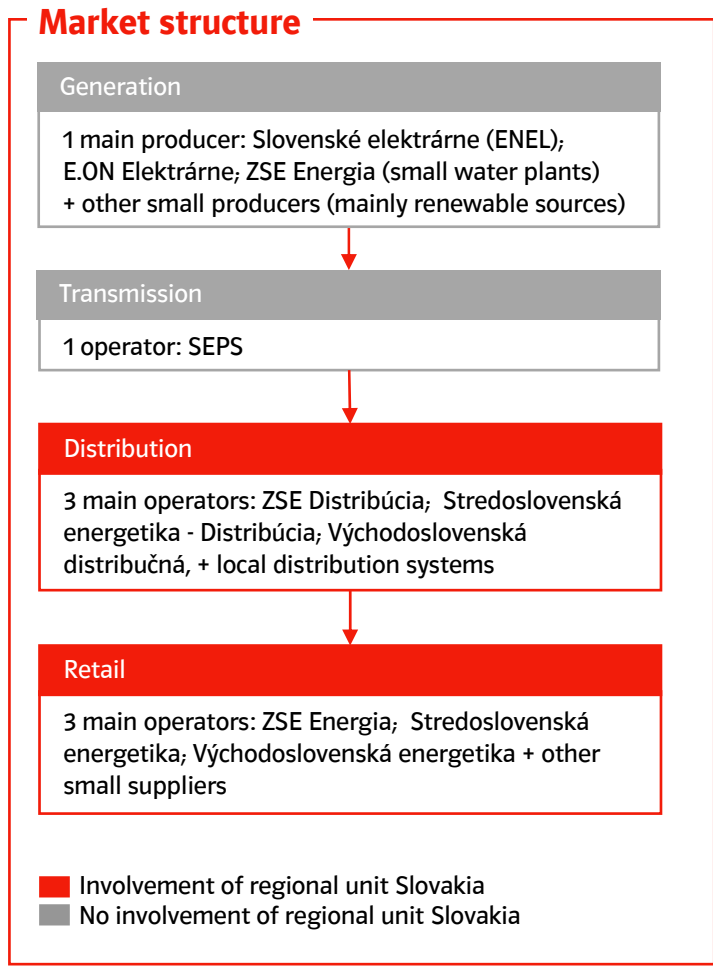 Market structure
Generation
1 main producer: Slovenské elektrárne (ENEL);
E.ON Elektrárne; ZSE Energia (small water plants)
+ other small producers (mainly renewable sources)
Transmission
1 operator: SEPS
Distribution
3 main operators: ZSE Distribúcia; Stredoslovenská
energetika - Distribúcia; Východoslovenská
distribučná, + local distribution systems
Retail
3 main operators: ZSE Energia; Stredoslovenská
energetika; Východoslovenská energetika + other
small suppliers
Involvement of regional unit Slovakia
No involvement of regional unit Slovakia